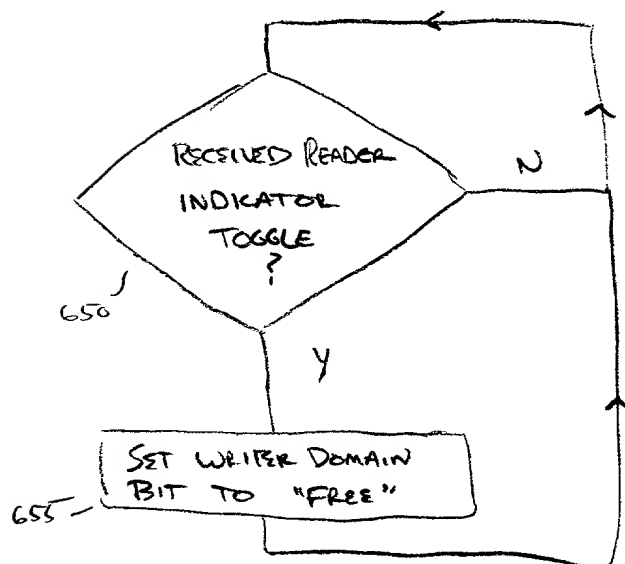 RECEIVED READER
INDICATOR
TOGGLE
?
N
650
Y
SET WRITER DOMAIN
BIT TO "FREE"
655